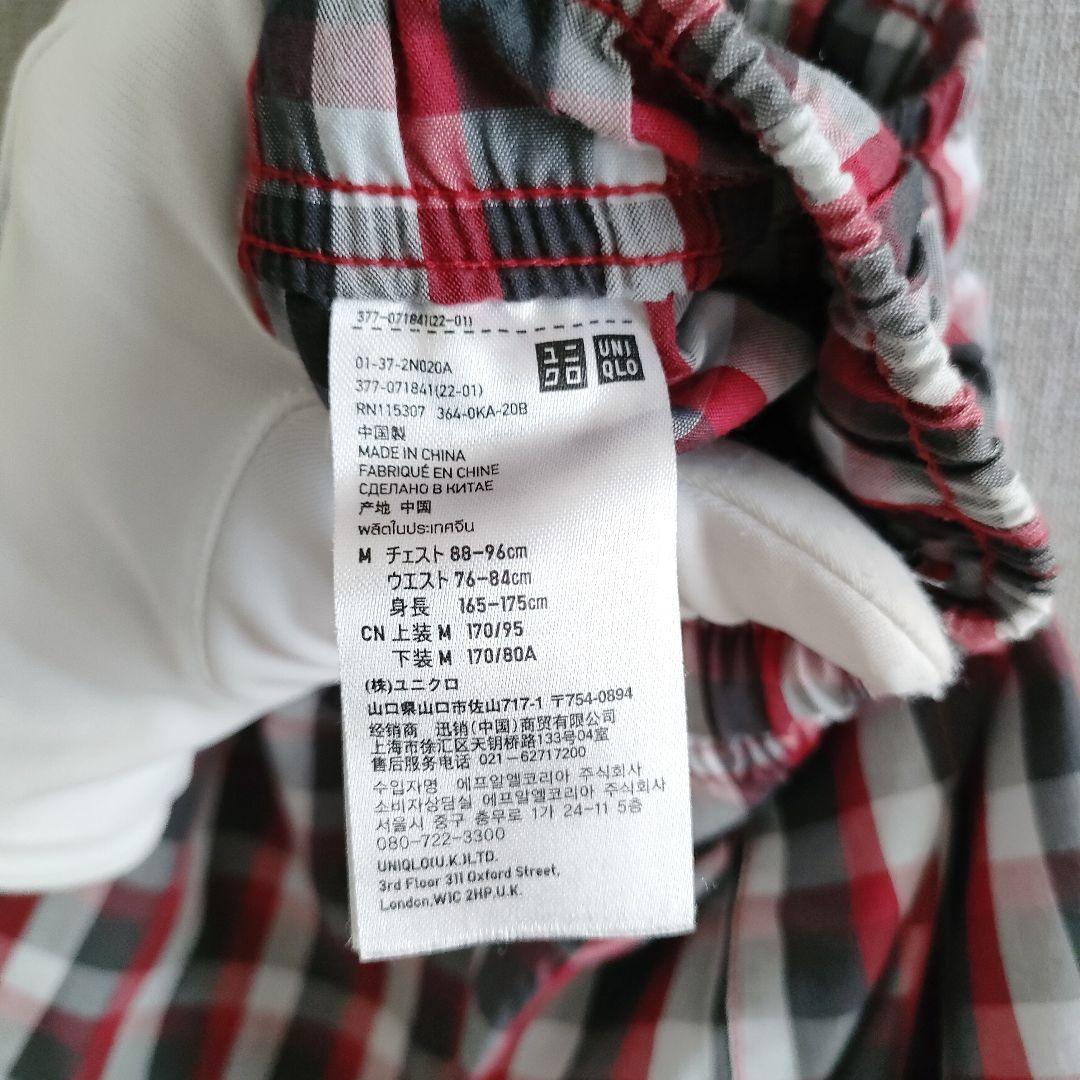 377-071841(22-01)
ユニクロ UNIQLO
01-37-2N020A
377-071841(22-01)
RN115307 364-0KA-20B
中国製
MADE IN CHINA
FABRIQUÉ EN CHINE
СДЕЛАНО В КИТАЕ
产地 中国
ผลิตในประเทศจีน
M チェスト 88-96cm
ウエスト 76-84cm
身長 165-175cm
CN 上装 M 170/95
下装 M 170/80A
(株)ユニクロ
山口県山口市佐山717-1 〒754-0894
经销商 迅销(中国)商贸有限公司
上海市徐汇区天钥桥路133号04室
售后服务电话 021-62717200
수입자명 에프알엘코리아 주식회사
소비자상담실 에프알엘코리아 주식회사
서울시 중구 충무로 1가 24-11 5층
080-722-3300
UNIQLO(U.K.)LTD.
3rd Floor 311 Oxford Street,
London,W1C 2HP,U.K.